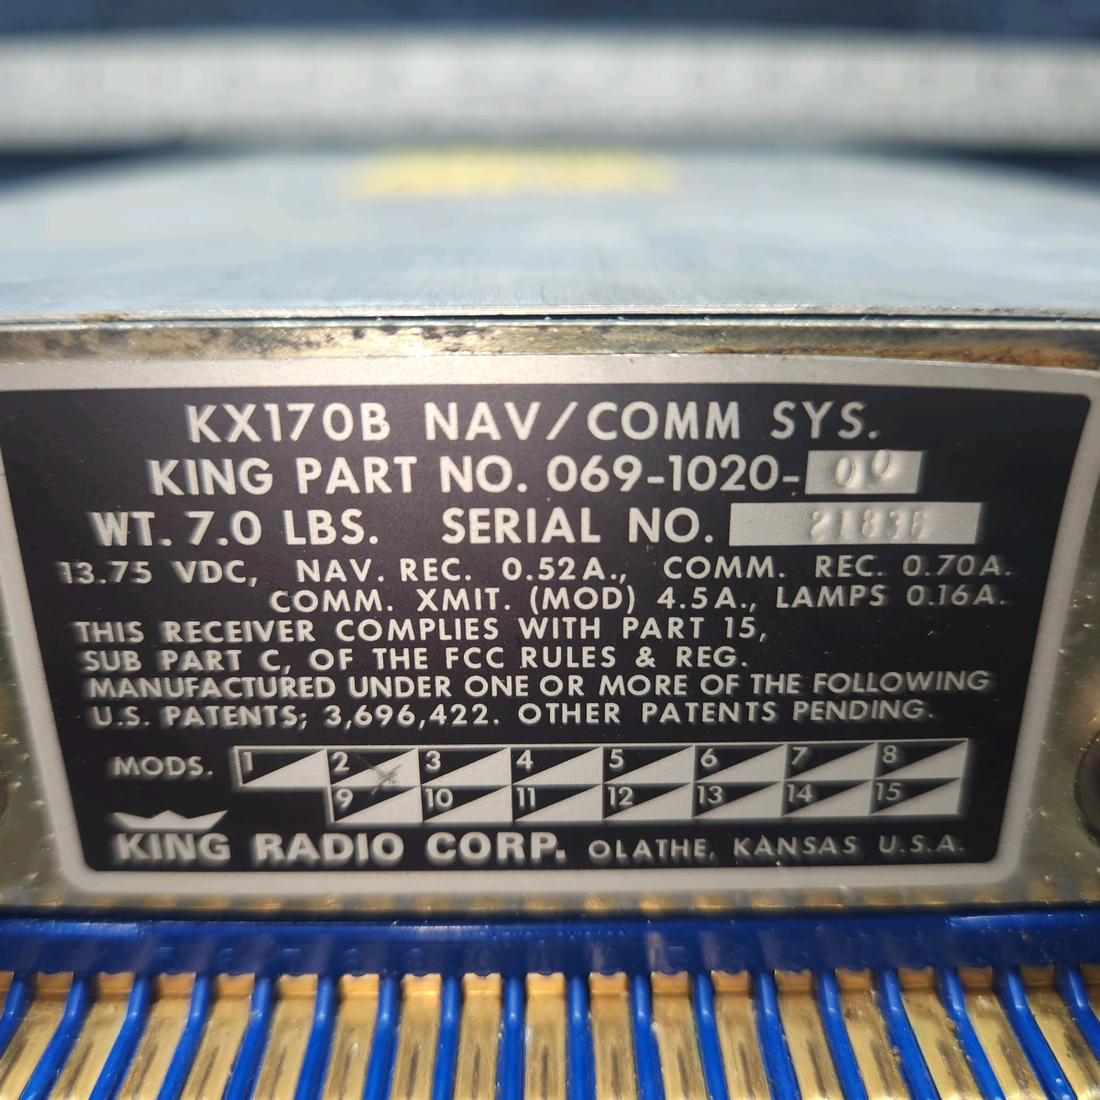 KX170B NAV/COMM SYS.
KING PART NO. 069-1020-00
WT. 7.0 LBS. SERIAL NO. 21836
13.75 VDC, NAV. REC. 0.52A., COMM. REC. 0.70A.
COMM. XMIT. (MOD) 4.5A., LAMPS 0.16A.
THIS RECEIVER COMPLIES WITH PART 15,
SUB PART C, OF THE FCC RULES & REG.
MANUFACTURED UNDER ONE OR MORE OF THE FOLLOWING
U.S. PATENTS; 3,696,422. OTHER PATENTS PENDING.
MODS. 1 2 3 4 5 6 7 8
9 10 11 12 13 14 15
KING RADIO CORP. OLATHE, KANSAS U.S.A.